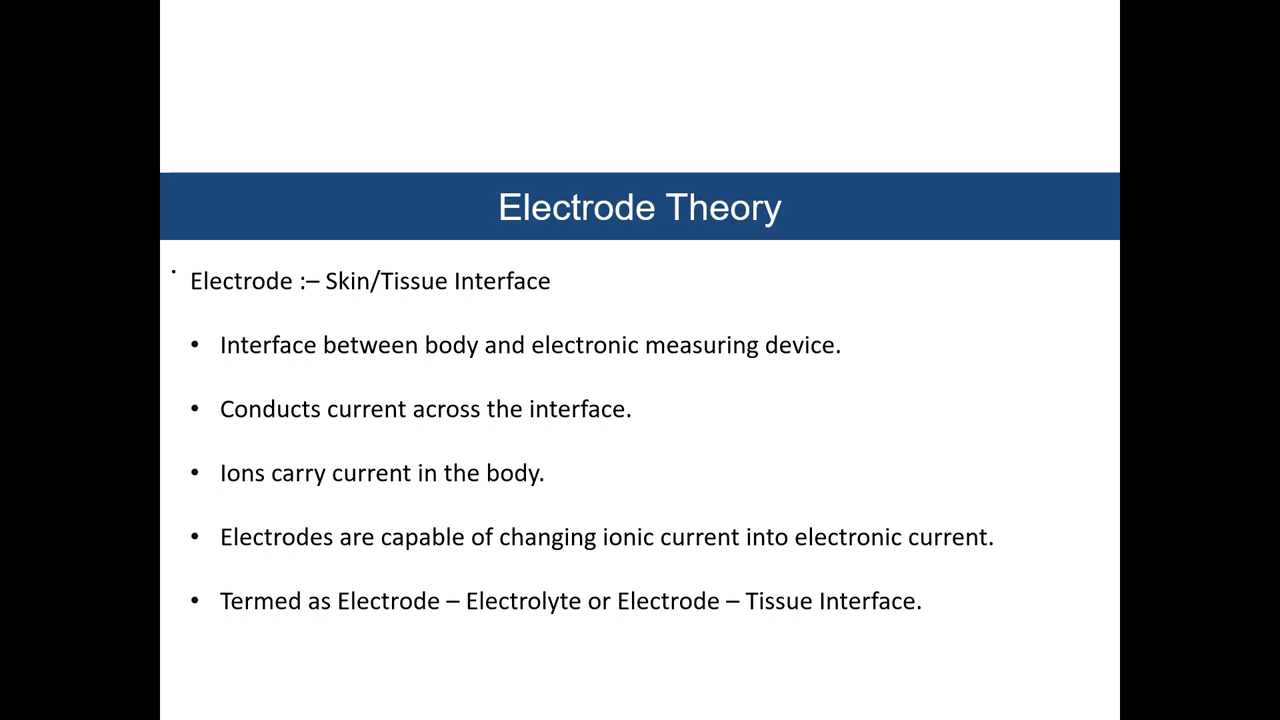 Electrode Theory
Electrode :– Skin/Tissue Interface
• Interface between body and electronic measuring device.
• Conducts current across the interface.
• Ions carry current in the body.
• Electrodes are capable of changing ionic current into electronic current.
• Termed as Electrode – Electrolyte or Electrode – Tissue Interface.